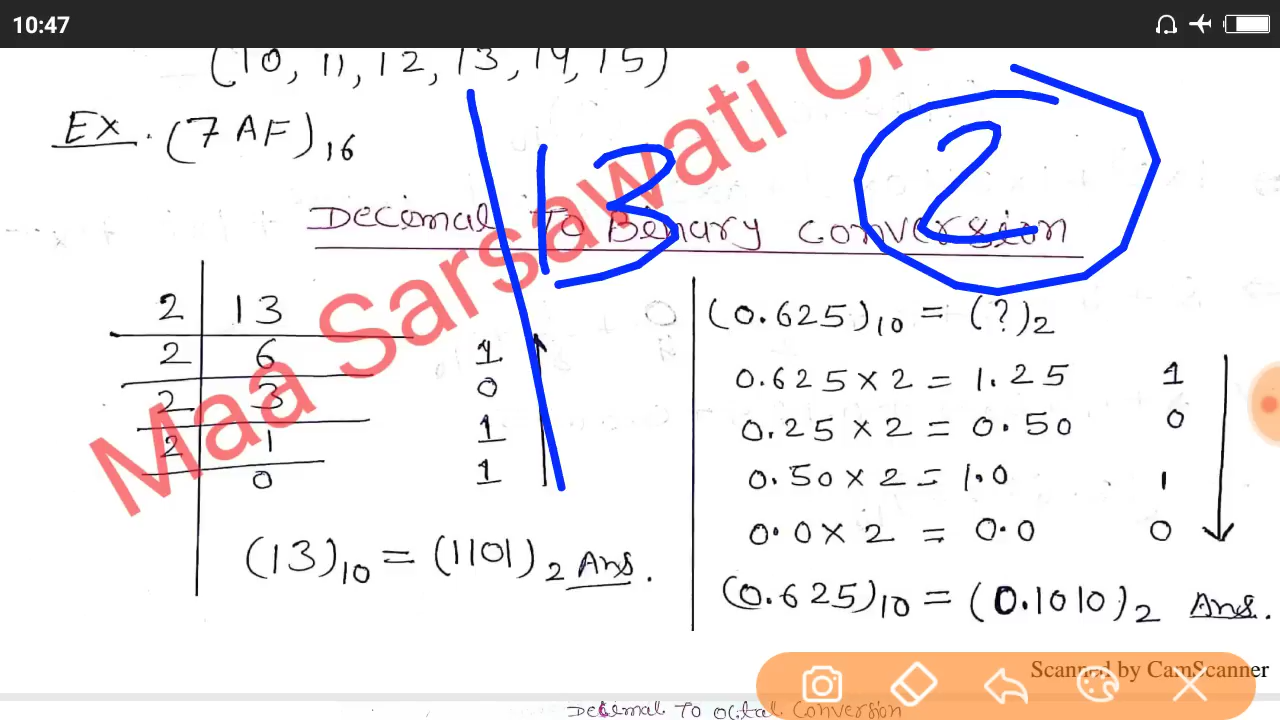 10:47
(10, 11, 12, 13, 14, 15)
Ex. (7AF)16
13
2
Decimal To Binary Conversion
2 | 13
2 | 6 1
2 | 3 0
2 | 1 1
0 1
(13)10 = (1101)2 Ans.
(0.625)10 = (?)2
0.625 × 2 = 1.25 1
0.25 × 2 = 0.50 0
0.50 × 2 = 1.0 1
0.0 × 2 = 0.0 0
(0.625)10 = (0.1010)2 Ans.
Maa Sarsawati
Scanned by CamScanner
Decimal To Octal Conversion